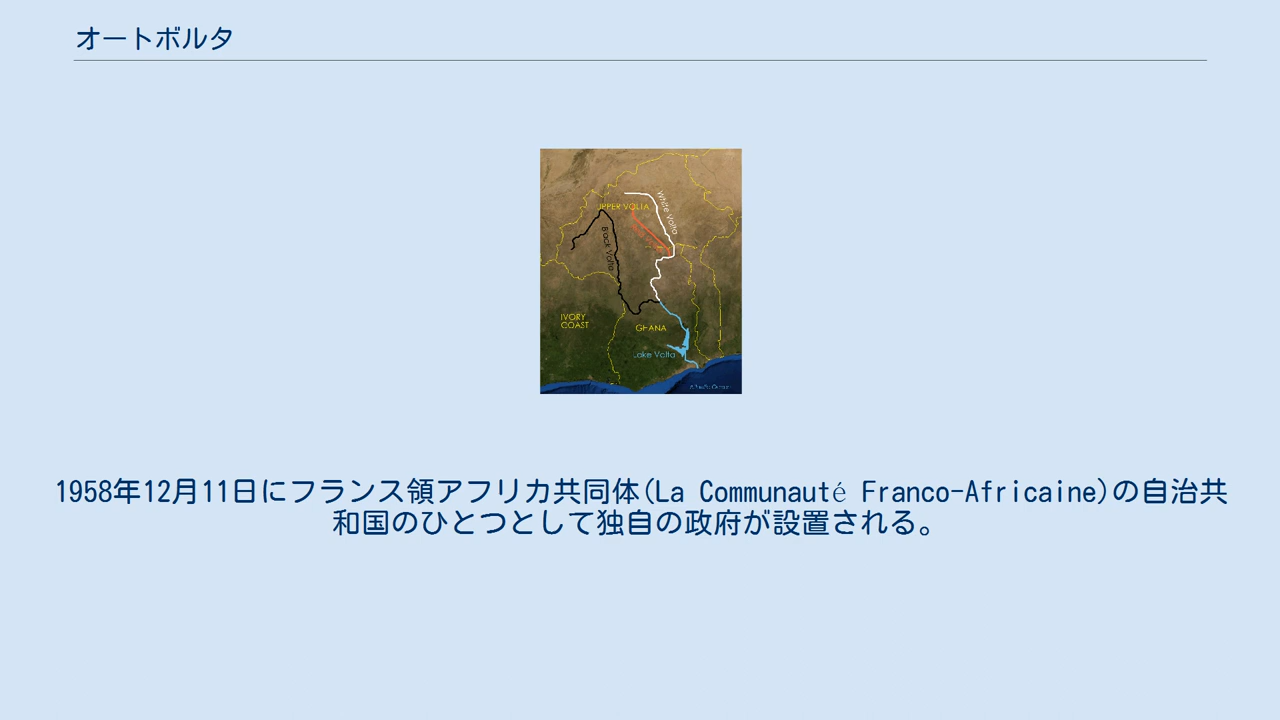 オートボルタ
UPPER VOLTA
White Volta
Black Volta
IVORY
COAST
GHANA
Lake Volta
1958年12月11日にフランス領アフリカ共同体(La Communauté Franco-Africaine)の自治共
和国のひとつとして独自の政府が設置される。